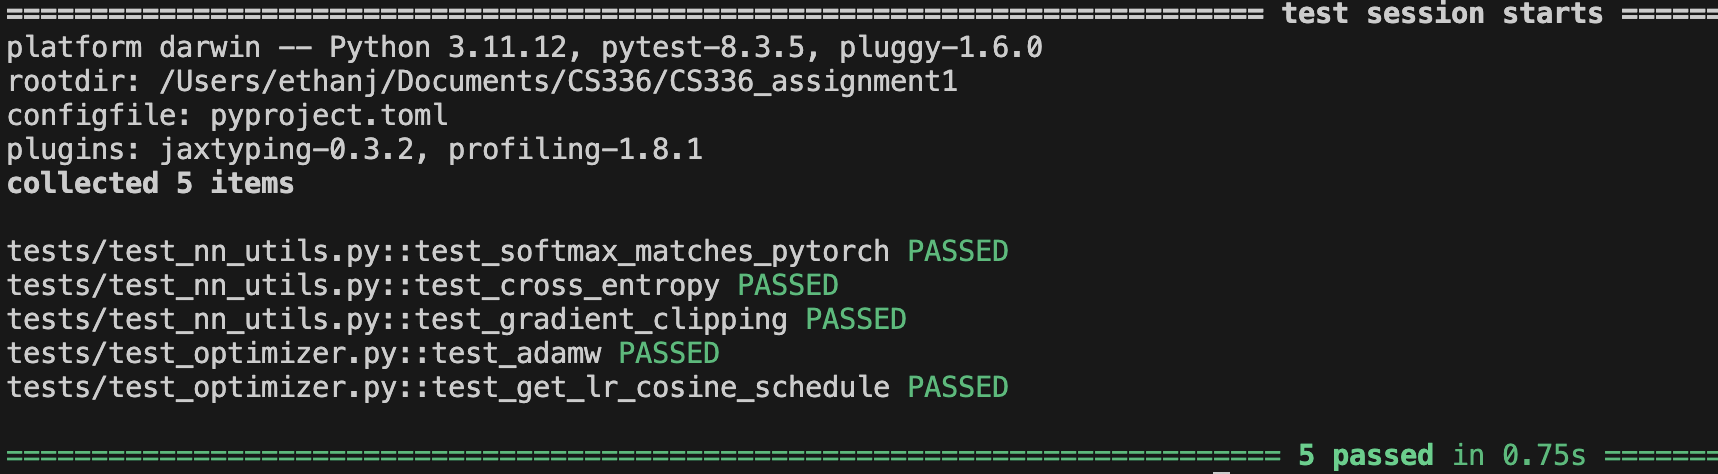 =========================================================================== test session starts ======
platform darwin -- Python 3.11.12, pytest-8.3.5, pluggy-1.6.0
rootdir: /Users/ethanj/Documents/CS336/CS336_assignment1
configfile: pyproject.toml
plugins: jaxtyping-0.3.2, profiling-1.8.1
collected 5 items
tests/test_nn_utils.py::test_softmax_matches_pytorch PASSED
tests/test_nn_utils.py::test_cross_entropy PASSED
tests/test_nn_utils.py::test_gradient_clipping PASSED
tests/test_optimizer.py::test_adamw PASSED
tests/test_optimizer.py::test_get_lr_cosine_schedule PASSED
============================================================================ 5 passed in 0.75s =======